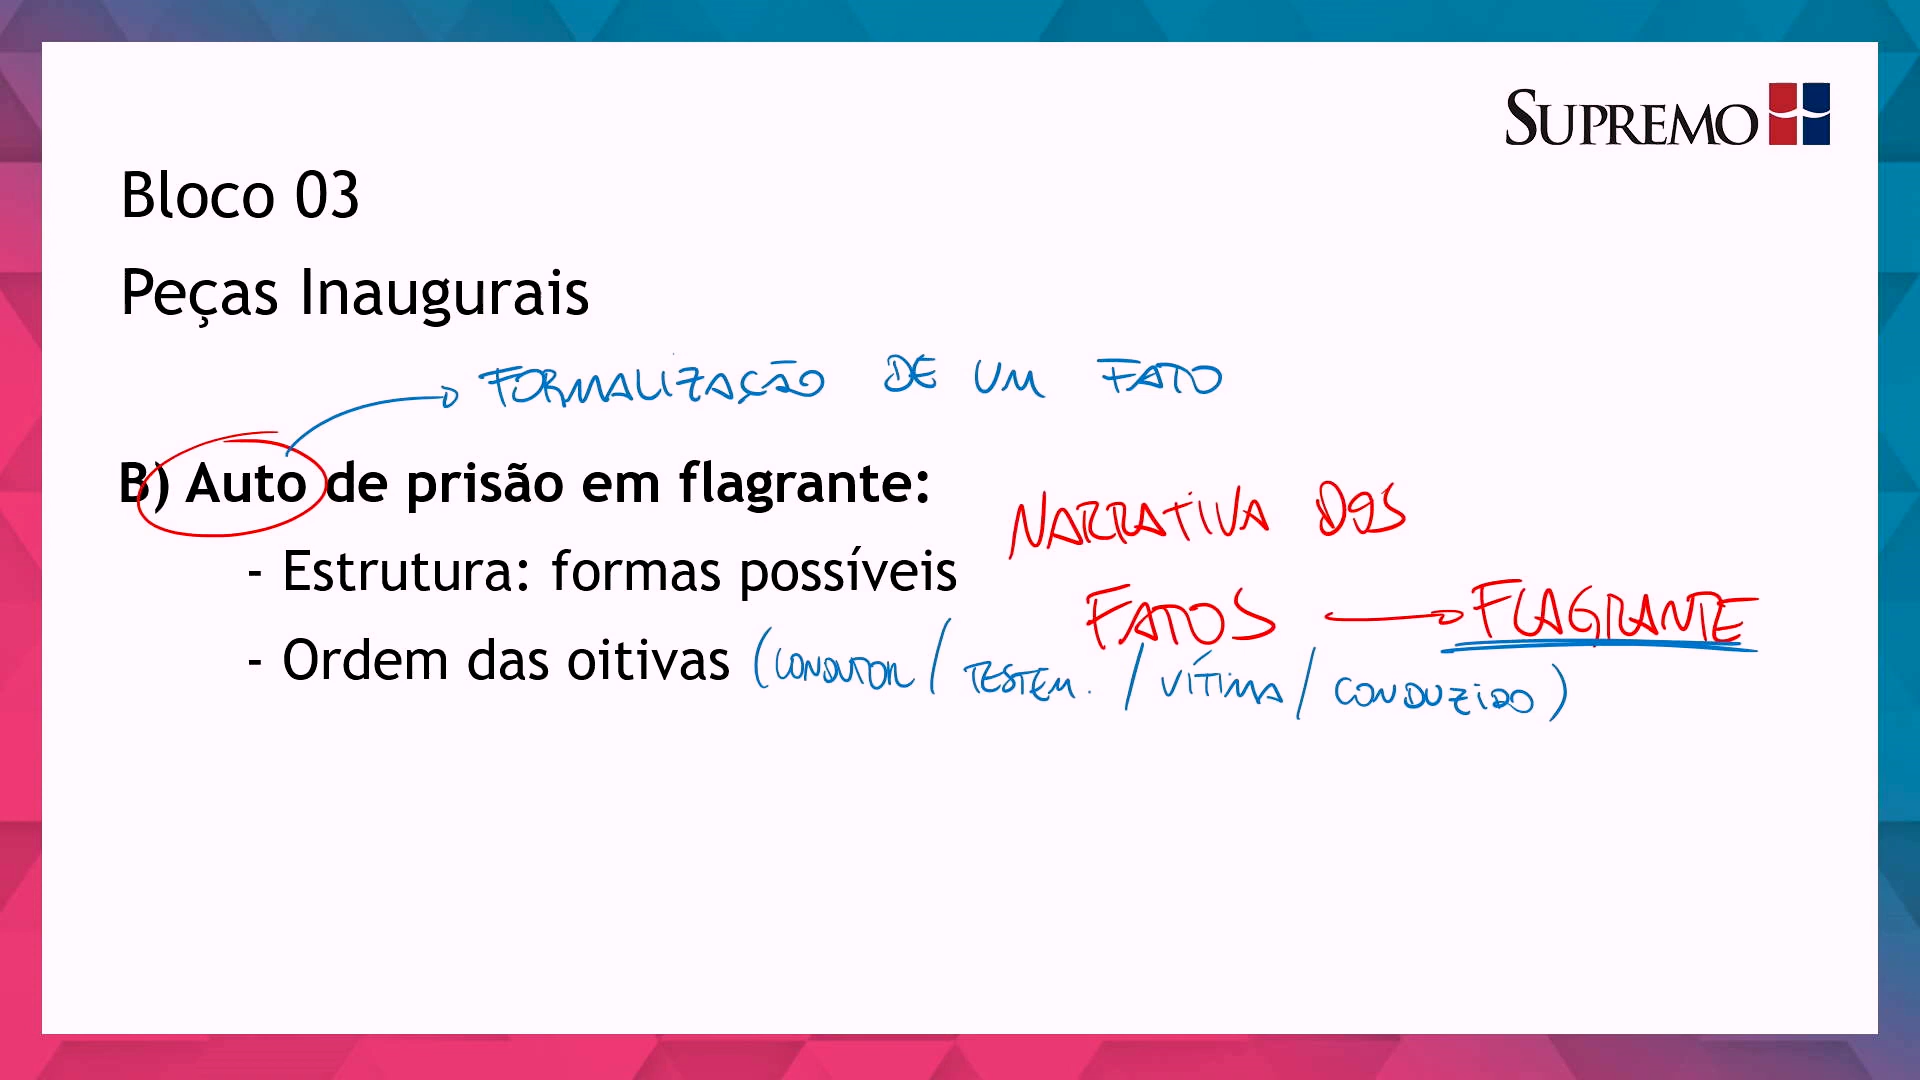 SUPREMO
Bloco 03
Peças Inaugurais
FORMALIZAÇÃO DE UM FATO
B) Auto de prisão em flagrante:
NARRATIVA DOS
- Estrutura: formas possíveis
FATOS → FLAGRANTE
- Ordem das oitivas (CONDUTOR / TESTEM. / VÍTIMA / CONDUZIDO)